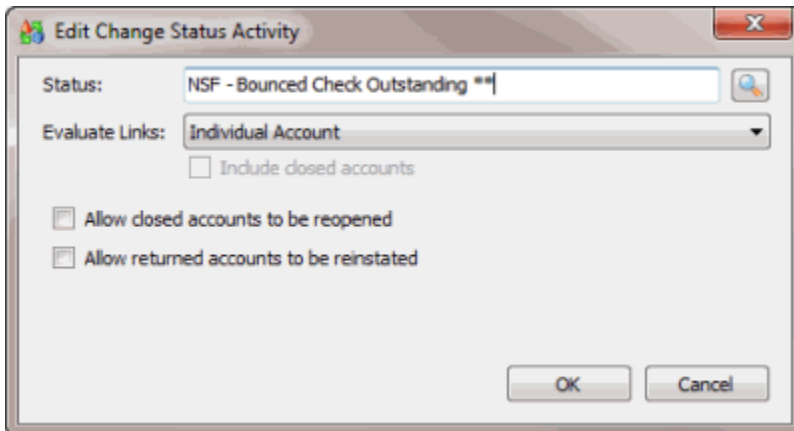 Edit Change Status Activity
Status: NSF - Bounced Check Outstanding **
Evaluate Links: Individual Account
Include closed accounts
Allow closed accounts to be reopened
Allow returned accounts to be reinstated
OK Cancel